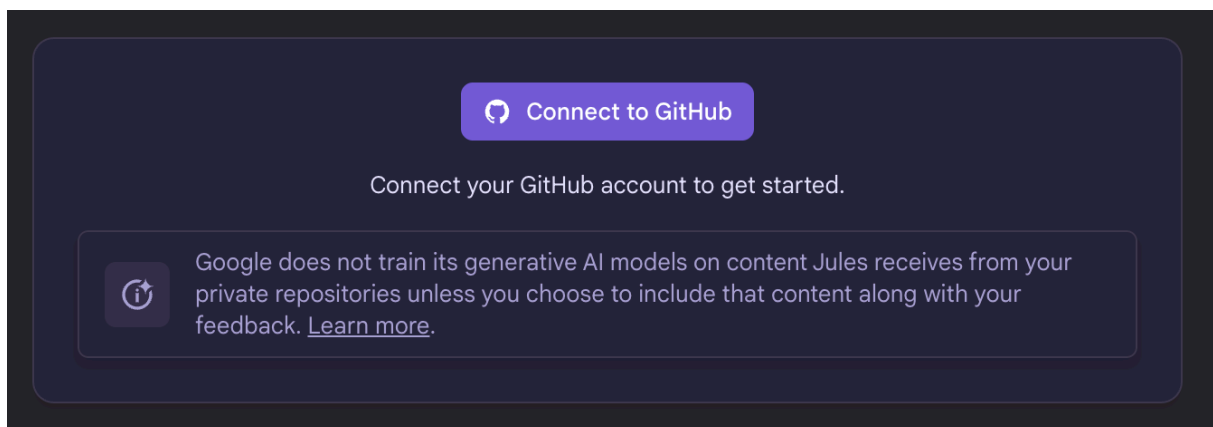 Connect to GitHub
Connect your GitHub account to get started.
Google does not train its generative AI models on content Jules receives from your
private repositories unless you choose to include that content along with your
feedback. Learn more.